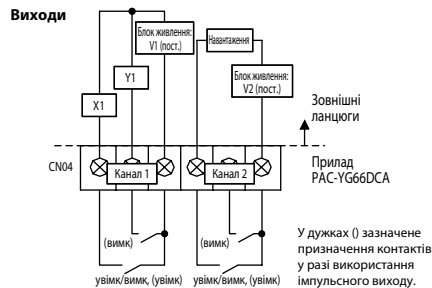 Виходи
Блок живлення:
V1 (пост.)
Навантаження
Y1
Блок живлення:
V2 (пост.)
X1
Зовнішні
ланцюги
CN04
Канал 1
Канал 2
Прилад
PAC-YG66DCA
(вимк)
(вимк)
увімк/вимк, (увімк)
увімк/вимк, (увімк)
У дужках () зазначене
призначення контактів
у разі використання
імпульсного виходу.